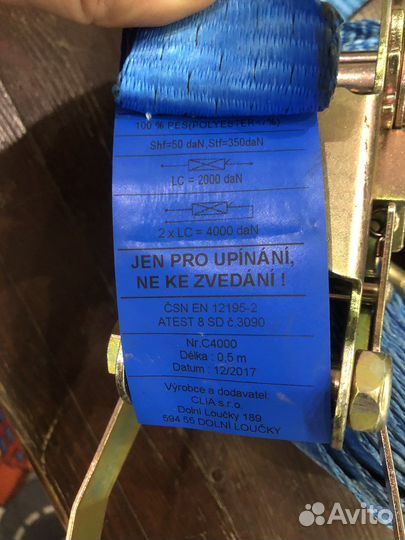 100 % PES(POLYESTER<7%)
Shf=50 daN, Stf=350daN
LC = 2000 daN
2 x LC = 4000 daN
JEN PRO UPÍNÁNÍ,
NE KE ZVEDÁNÍ !
ČSN EN 12195-2
ATEST 8 SD č.3090
Nr.C4000
Délka : 0,5 m
Datum : 12/2017
Výrobce a dodavatel:
CLIA s.r.o.
Dolní Loučky 189
594 55 DOLNÍ LOUČKY
Avito